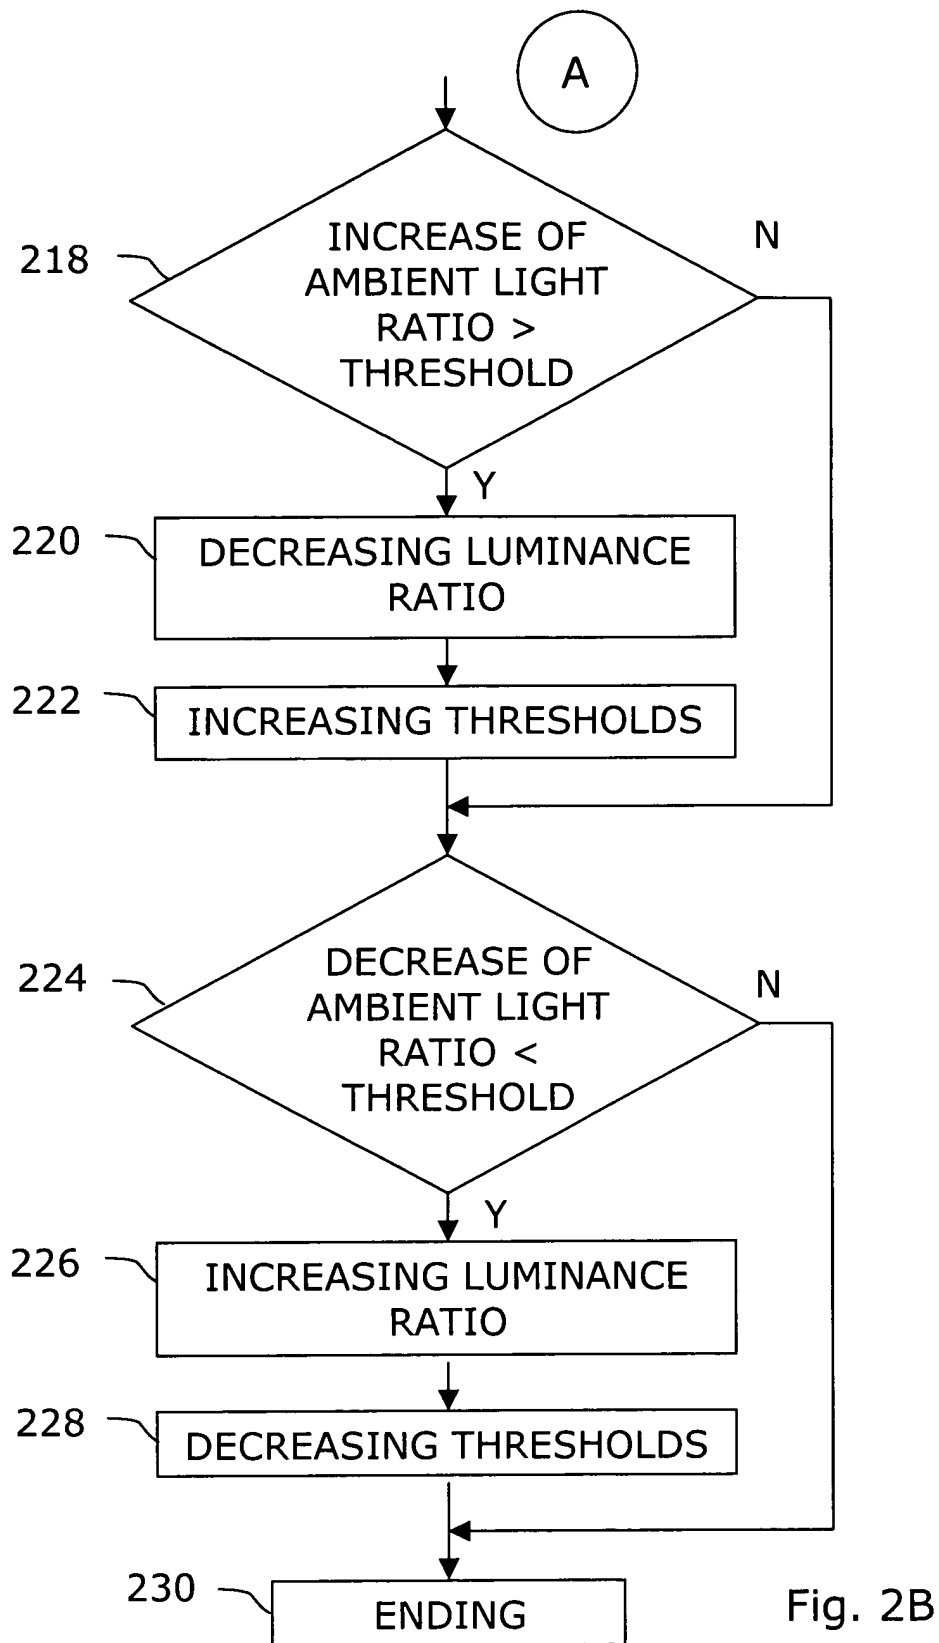 A
218
INCREASE OF
AMBIENT LIGHT
RATIO >
THRESHOLD
N
Y
220
DECREASING LUMINANCE
RATIO
222
INCREASING THRESHOLDS
224
DECREASE OF
AMBIENT LIGHT
RATIO <
THRESHOLD
N
Y
226
INCREASING LUMINANCE
RATIO
228
DECREASING THRESHOLDS
230
ENDING
Fig. 2B